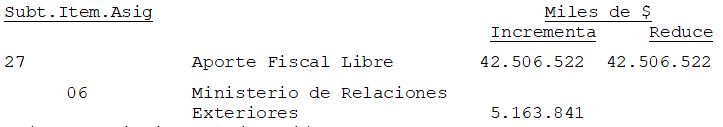 Subt.Item.Asig Miles de $
Incrementa Reduce
27 Aporte Fiscal Libre 42.506.522 42.506.522
06 Ministerio de Relaciones
Exteriores 5.163.841